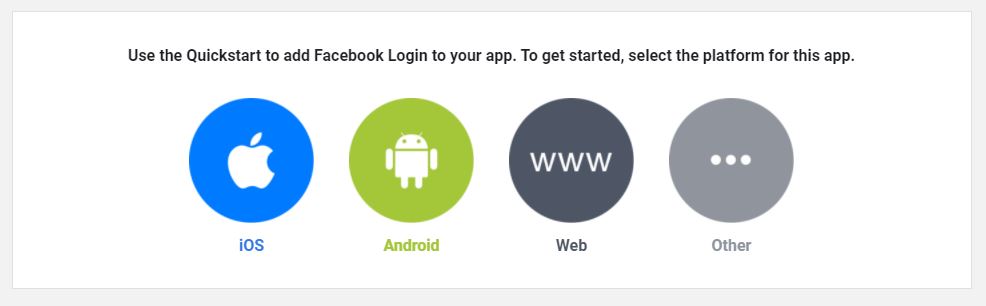 Use the Quickstart to add Facebook Login to your app. To get started, select the platform for this app.
www
iOS
Android
Web
Other